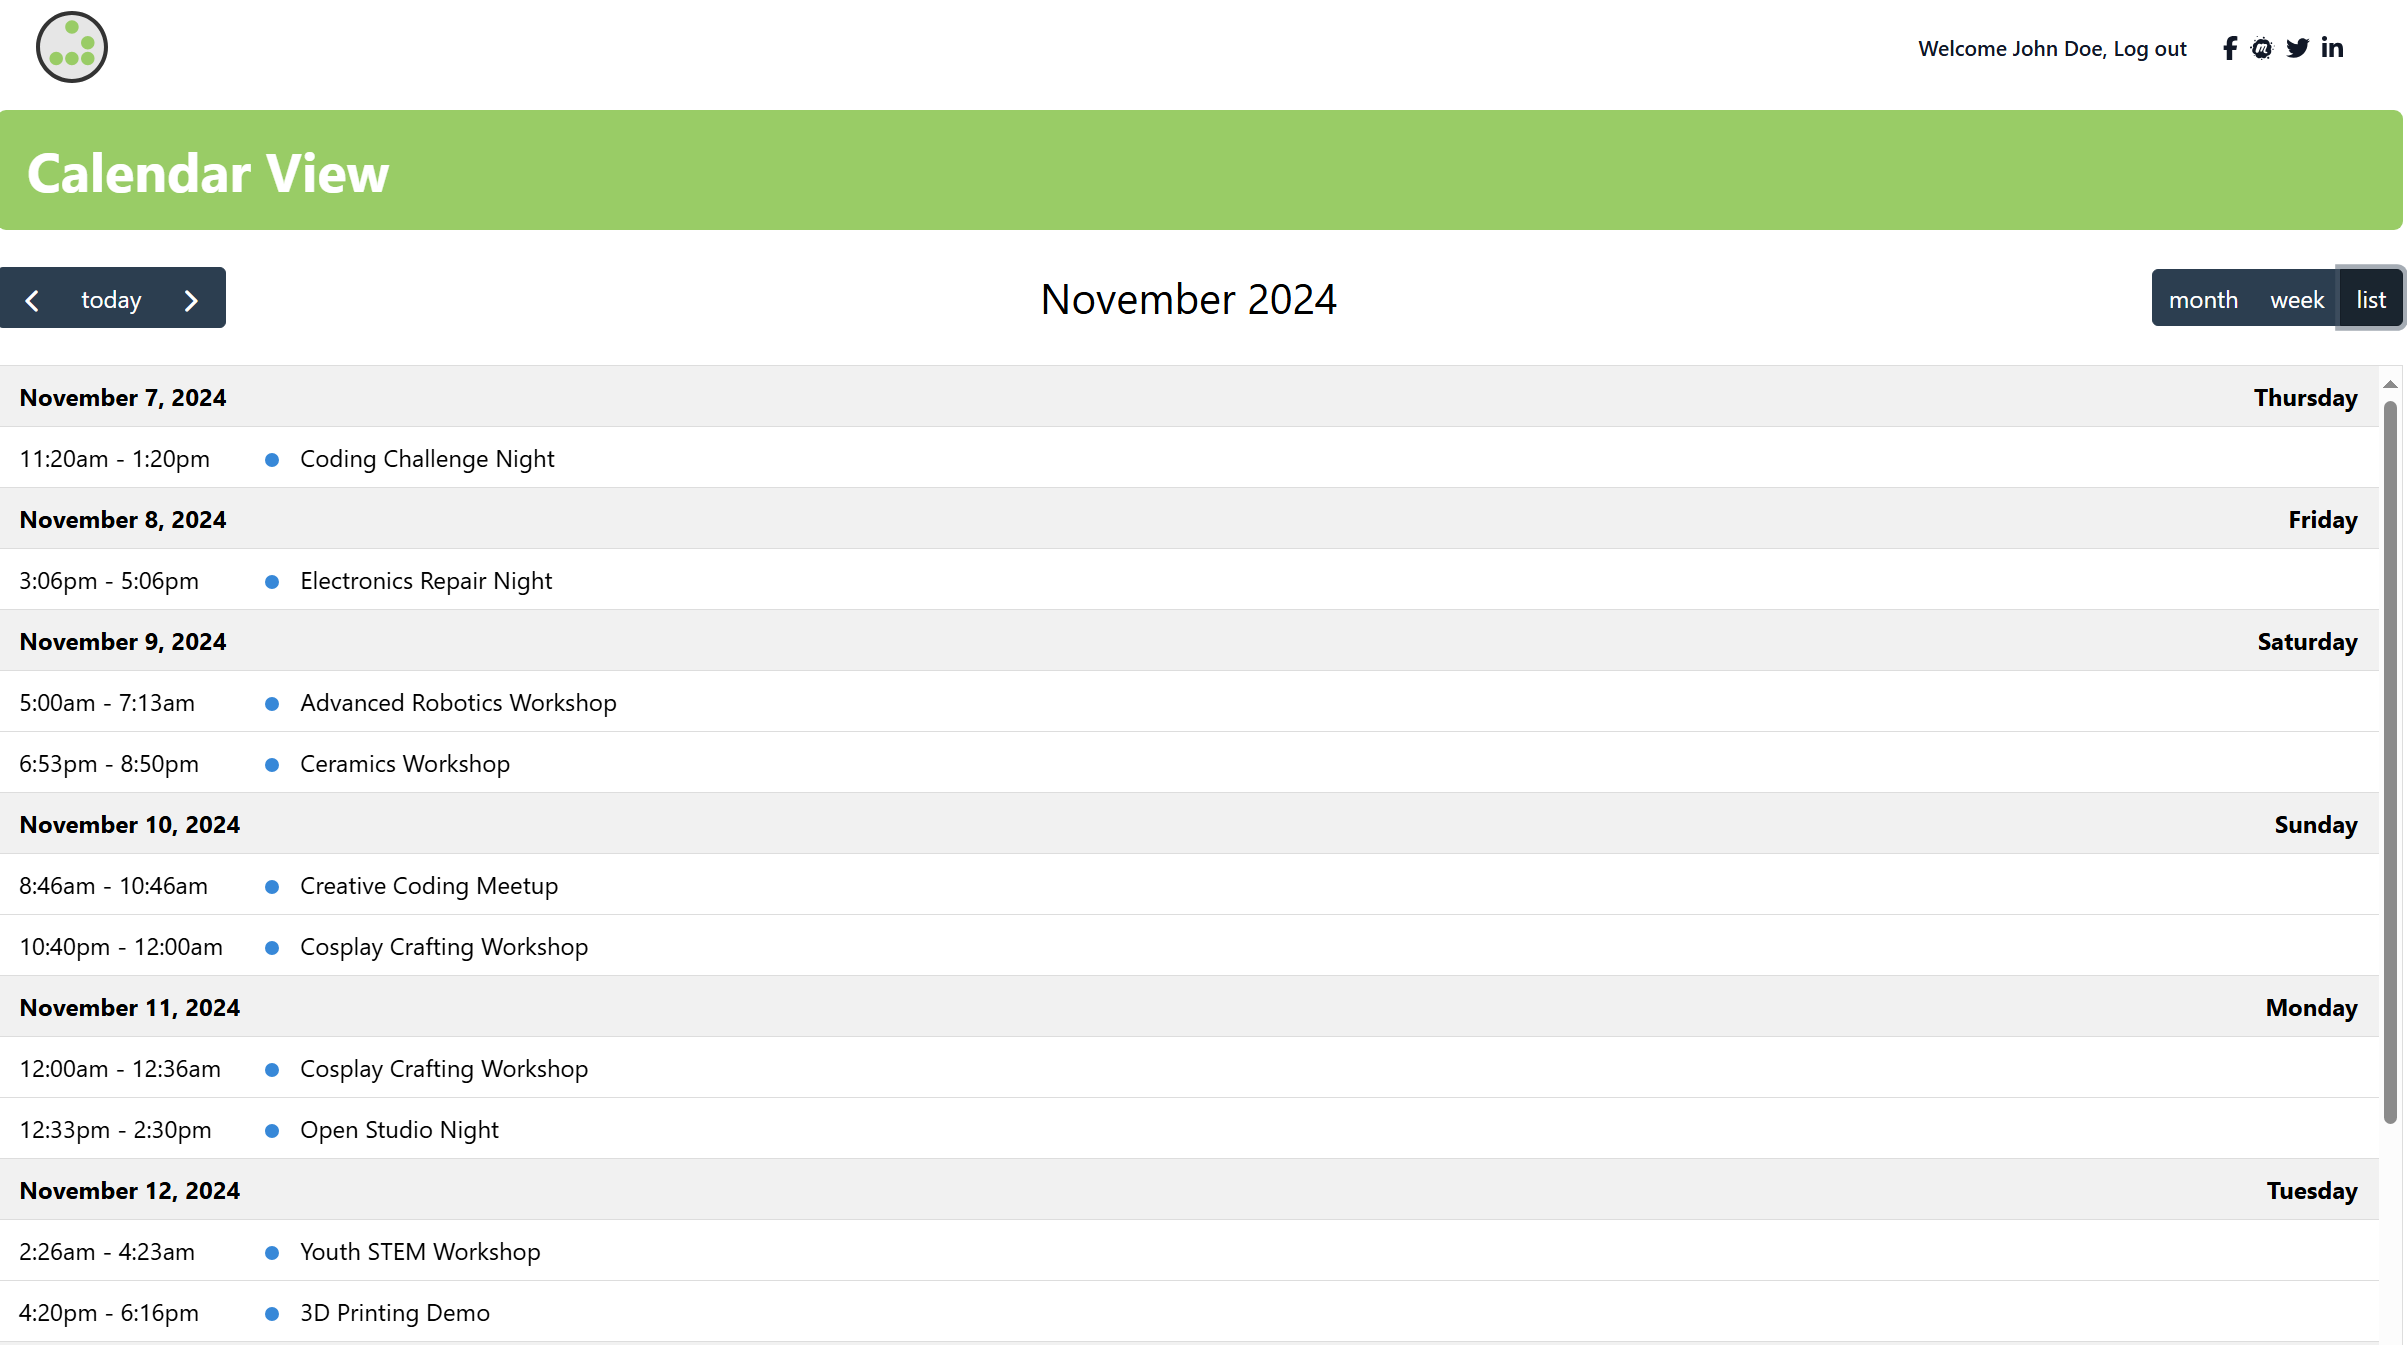 Welcome John Doe, Log out
Calendar View
today
November 2024
month week list
November 7, 2024 Thursday
11:20am - 1:20pm Coding Challenge Night
November 8, 2024 Friday
3:06pm - 5:06pm Electronics Repair Night
November 9, 2024 Saturday
5:00am - 7:13am Advanced Robotics Workshop
6:53pm - 8:50pm Ceramics Workshop
November 10, 2024 Sunday
8:46am - 10:46am Creative Coding Meetup
10:40pm - 12:00am Cosplay Crafting Workshop
November 11, 2024 Monday
12:00am - 12:36am Cosplay Crafting Workshop
12:33pm - 2:30pm Open Studio Night
November 12, 2024 Tuesday
2:26am - 4:23am Youth STEM Workshop
4:20pm - 6:16pm 3D Printing Demo